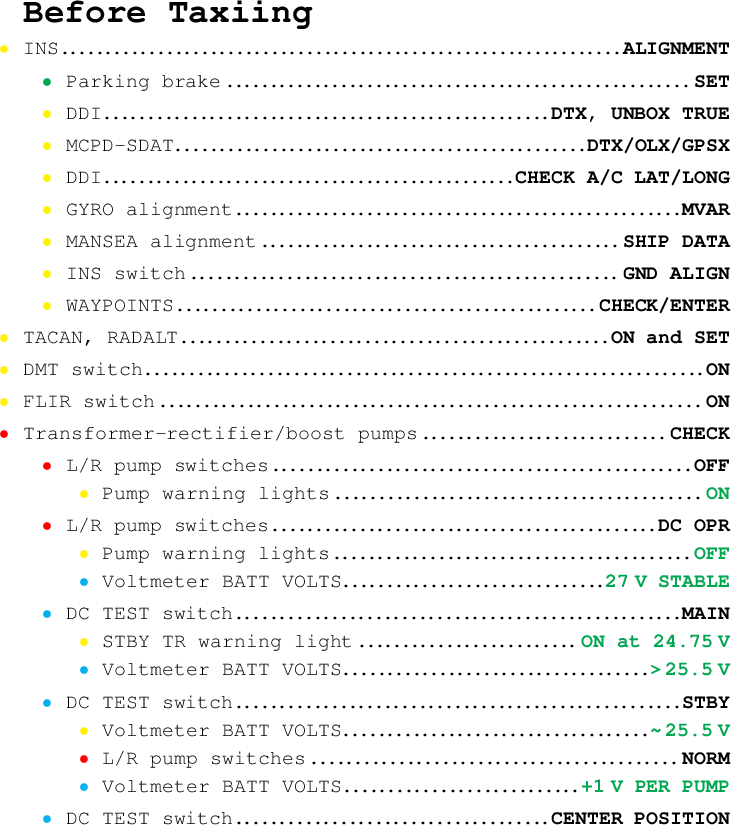 Before Taxiing
• INS.................................................................ALIGNMENT
• Parking brake ..................................................... SET
• DDI...................................................DTX, UNBOX TRUE
• MCPD-SDAT...............................................DTX/OLX/GPSX
• DDI...............................................CHECK A/C LAT/LONG
• GYRO alignment...................................................MVAR
• MANSEA alignment ......................................... SHIP DATA
• INS switch ................................................. GND ALIGN
• WAYPOINTS................................................CHECK/ENTER
• TACAN, RADALT.................................................ON and SET
• DMT switch................................................................ON
• FLIR switch .............................................................. ON
• Transformer-rectifier/boost pumps ............................ CHECK
• L/R pump switches................................................OFF
• Pump warning lights .......................................... ON
• L/R pump switches............................................DC OPR
• Pump warning lights......................................... OFF
• Voltmeter BATT VOLTS..............................27 V STABLE
• DC TEST switch...................................................MAIN
• STBY TR warning light ......................... ON at 24.75 V
• Voltmeter BATT VOLTS...................................> 25.5 V
• DC TEST switch...................................................STBY
• Voltmeter BATT VOLTS...................................~ 25.5 V
• L/R pump switches .......................................... NORM
• Voltmeter BATT VOLTS...........................+1 V PER PUMP
• DC TEST switch....................................CENTER POSITION